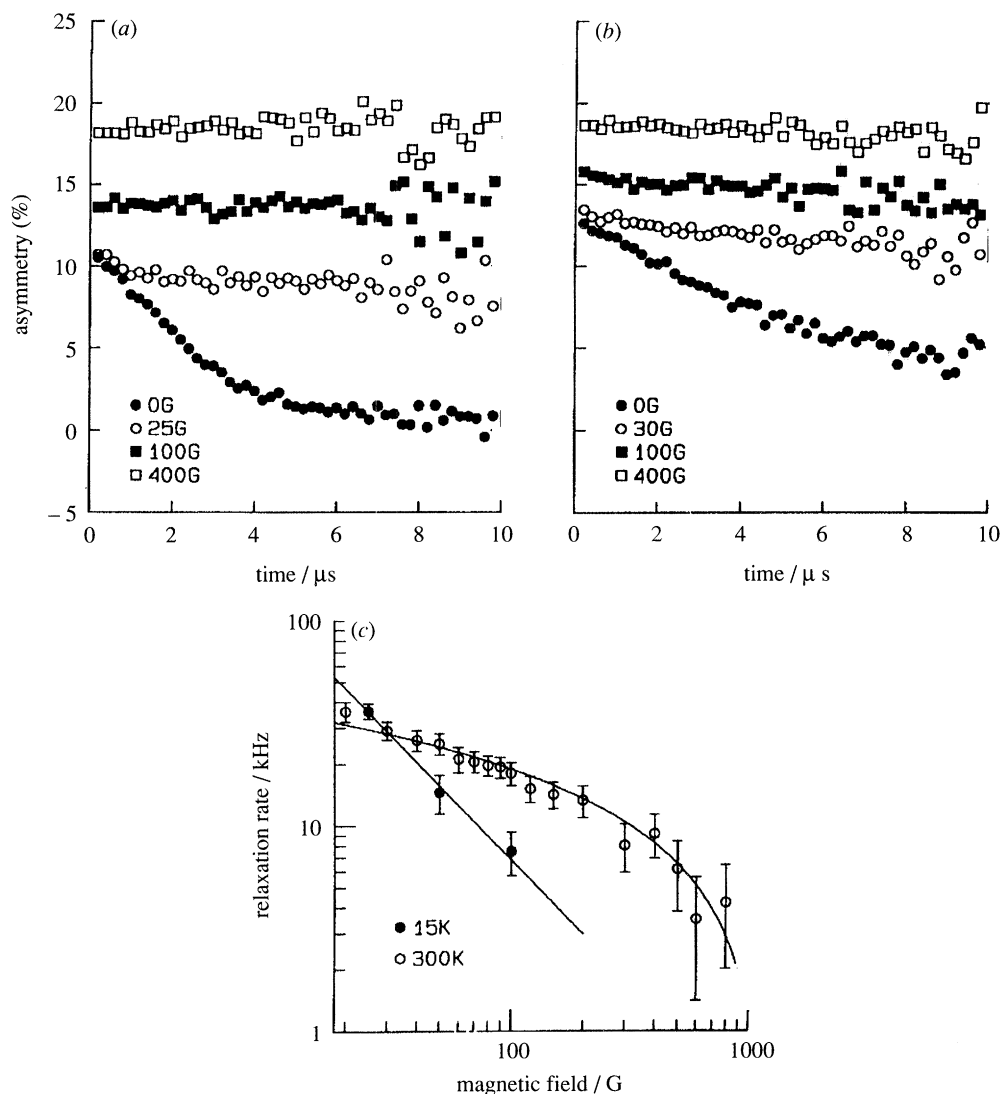 (a)
25
20
15
10
5
0
−5
asymmetry (%)
0G
25G
100G
400G
0 2 4 6 8 10
time / μs
(b)
0G
30G
100G
400G
0 2 4 6 8 10
time / μ s
(c)
100
10
1
relaxation rate / kHz
15K
300K
100 1000
magnetic field / G